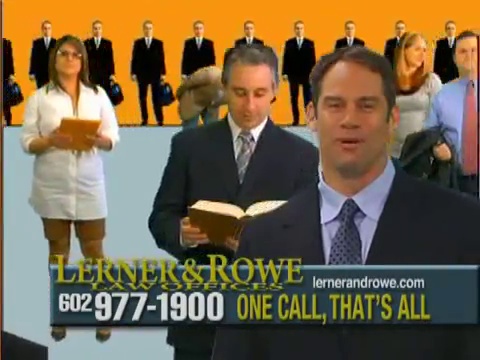 LERNER & ROWE
LAW OFFICES
lernerandrowe.com
602 977-1900 ONE CALL, THAT'S ALL